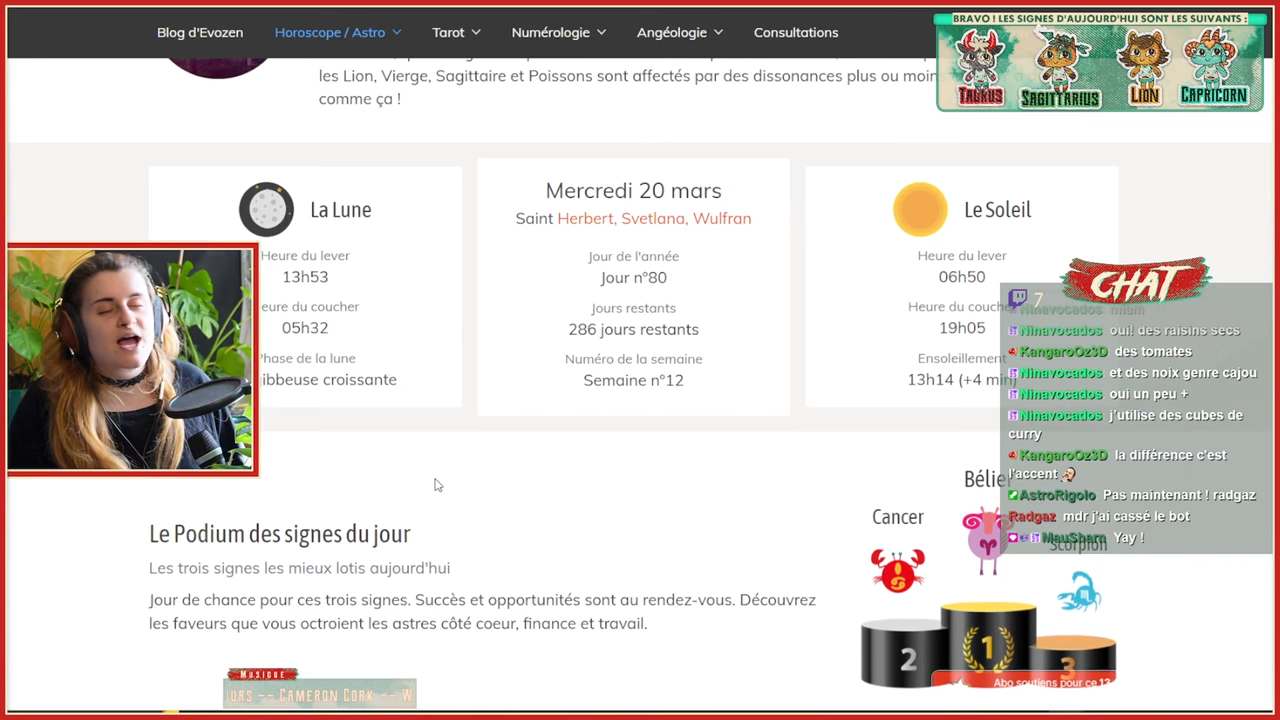 Blog d'Evozen
Horoscope / Astro
Tarot
Numérologie
Angéologie
Consultations
BRAVO ! LES SIGNES D'AUJOURD'HUI SONT LES SUIVANTS :
TAURUS
SAGITTARIUS
LION
CAPRICORN
les Lion, Vierge, Sagittaire et Poissons sont affectés par des dissonances plus ou moin
comme ça !
La Lune
Heure du lever
13h53
eure du coucher
05h32
Phase de la lune
ibbeuse croissante
Mercredi 20 mars
Saint Herbert, Svetlana, Wulfran
Jour de l'année
Jour n°80
Jours restants
286 jours restants
Numéro de la semaine
Semaine n°12
Le Soleil
Heure du lever
06h50
Heure du couche
19h05
Ensoleillement
13h14 (+4 min)
CHAT
7
Ninavocados miam
Ninavocados oui! des raisins secs
KangaroOz3D des tomates
Ninavocados et des noix genre cajou
Ninavocados oui un peu +
Ninavocados j'utilise des cubes de
curry
KangaroOz3D la différence c'est
l'accent
AstroRigolo Pas maintenant ! radgaz
Radgaz mdr j'ai cassé le bot
MauSharn Yay !
Le Podium des signes du jour
Les trois signes les mieux lotis aujourd'hui
Jour de chance pour ces trois signes. Succès et opportunités sont au rendez-vous. Découvrez
les faveurs que vous octroient les astres côté coeur, finance et travail.
Bélie
Cancer
Scorpion
2
1
3
MUSIQUE
URS -- CAMERON CORK -- W
Abo soutiens pour ce 13